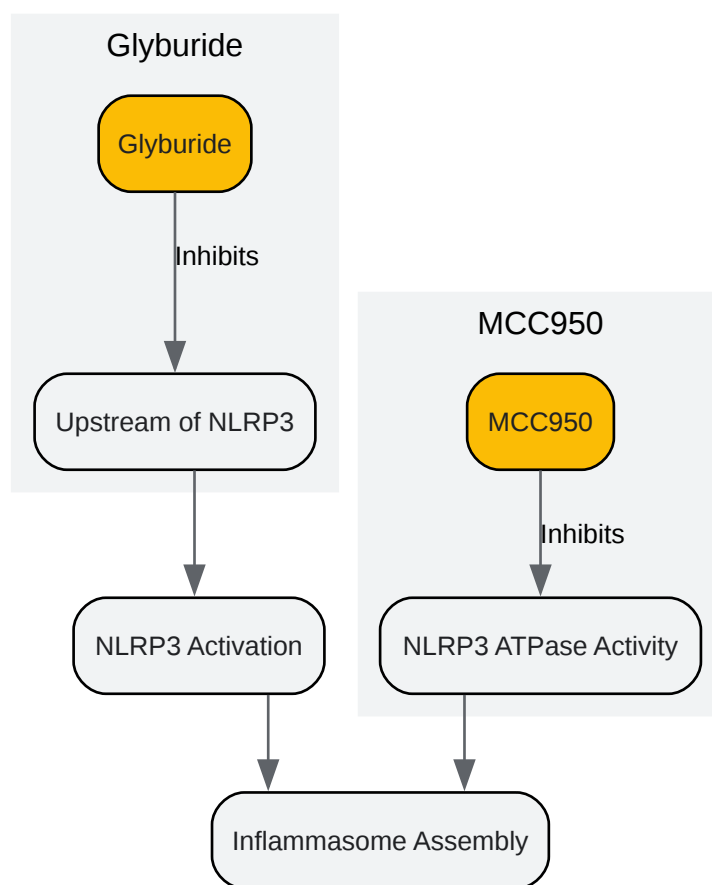 Glyburide
Glyburide
Inhibits
Upstream of NLRP3
MCC950
MCC950
Inhibits
NLRP3 Activation
NLRP3 ATPase Activity
Inflammasome Assembly